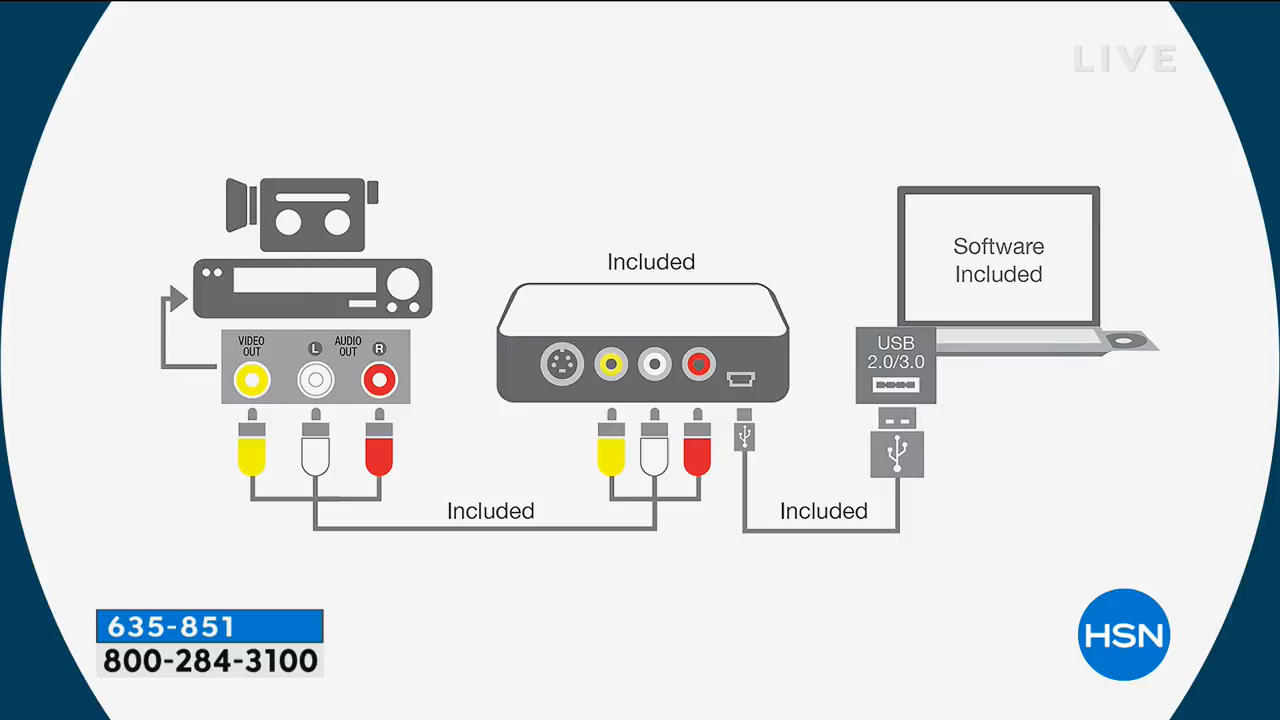 LIVE
Included
Software
Included
VIDEO
OUT
L
AUDIO
OUT
R
USB
2.0/3.0
Included
Included
635-851
800-284-3100
HSN